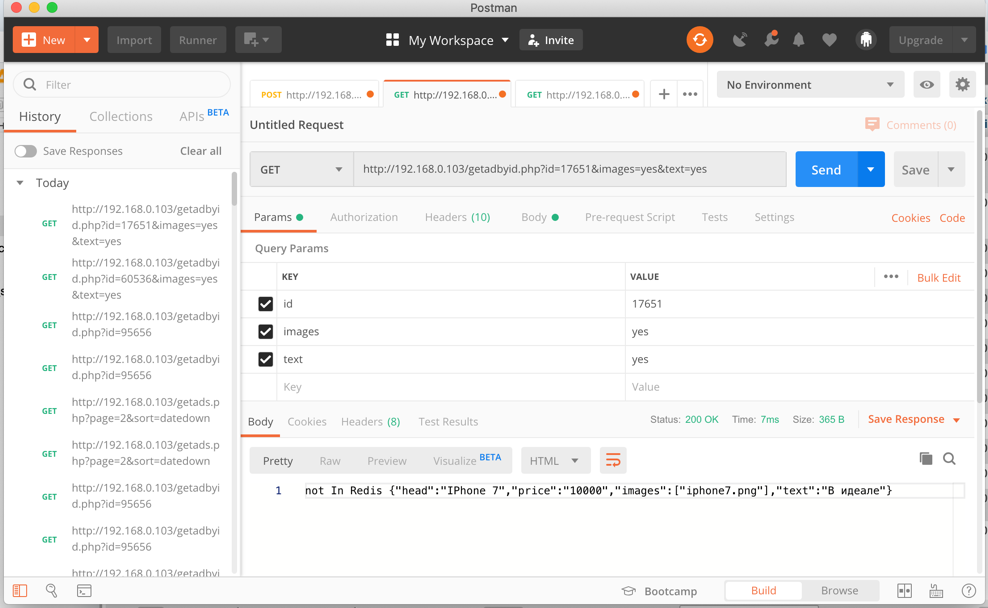 Postman
New Import Runner My Workspace Invite Upgrade
Filter
History Collections APIs BETA
Save Responses Clear all
Today
GET http://192.168.0.103/getadbyi
d.php?id=17651&images=yes
&text=yes
GET http://192.168.0.103/getadbyi
d.php?id=60536&images=yes
&text=yes
GET http://192.168.0.103/getadbyi
d.php?id=95656
GET http://192.168.0.103/getadbyi
d.php?id=95656
GET http://192.168.0.103/getads.p
hp?page=2&sort=datedown
GET http://192.168.0.103/getads.p
hp?page=2&sort=datedown
GET http://192.168.0.103/getadbyi
d.php?id=95656
GET http://192.168.0.103/getadbyi
d.php?id=95656
http://192.168.0.103/getadbyi
POST http://192.168.... GET http://192.168.0.... GET http://192.168.0.... + ••• No Environment
Untitled Request Comments (0)
GET http://192.168.0.103/getadbyid.php?id=17651&images=yes&text=yes Send Save
Params Authorization Headers (10) Body Pre-request Script Tests Settings Cookies Code
Query Params
KEY VALUE ••• Bulk Edit
id 17651
images yes
text yes
Key Value
Body Cookies Headers (8) Test Results Status: 200 OK Time: 7ms Size: 365 B Save Response
Pretty Raw Preview Visualize BETA HTML
1 not In Redis {"head":"IPhone 7","price":"10000","images":["iphone7.png"],"text":"В идеале"}
Bootcamp Build Browse ?